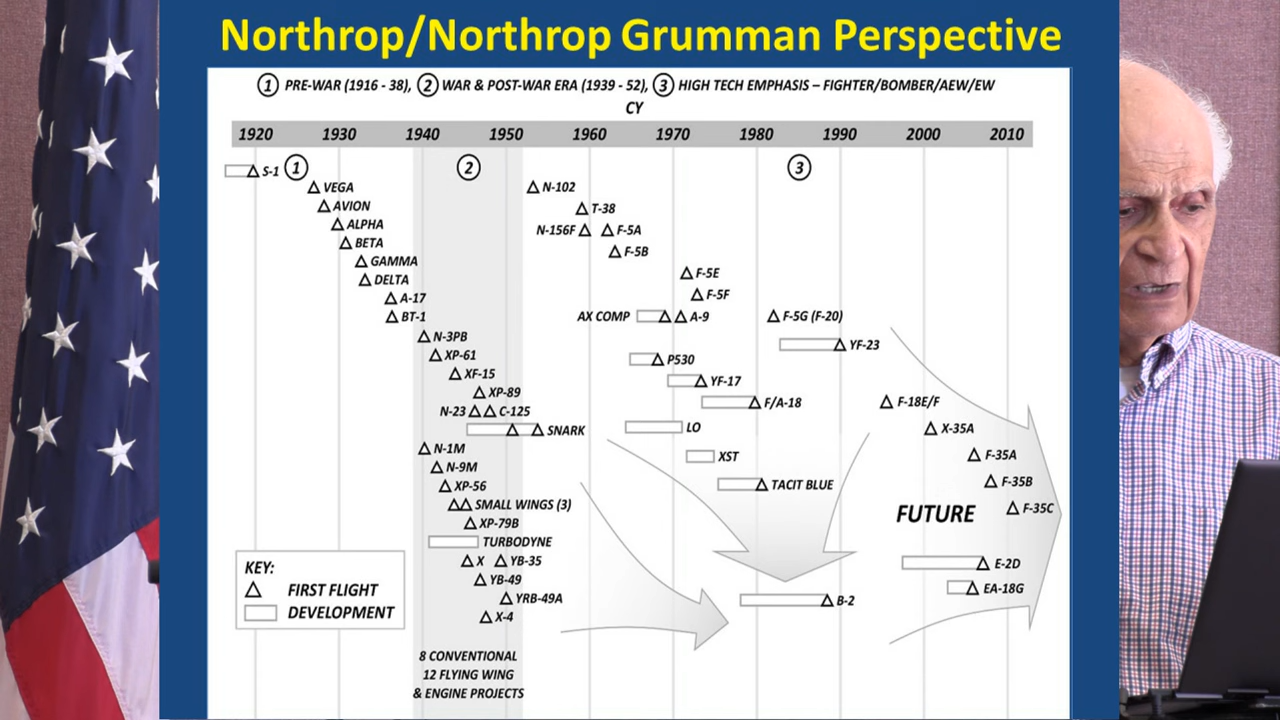 Northrop/Northrop Grumman Perspective
① PRE-WAR (1916 - 38), ② WAR & POST-WAR ERA (1939 - 52), ③ HIGH TECH EMPHASIS – FIGHTER/BOMBER/AEW/EW
CY
1920 1930 1940 1950 1960 1970 1980 1990 2000 2010
S-1 ① ② ③
VEGA N-102
AVION T-38
ALPHA N-156F F-5A
BETA F-5B
GAMMA F-5E
DELTA
A-17 F-5F
BT-1 AX COMP A-9 F-5G (F-20)
N-3PB YF-23
XP-61 P530
XF-15 YF-17
XP-89 F/A-18 F-18E/F
N-23 C-125
SNARK LO X-35A
N-1M XST F-35A
N-9M
XP-56 TACIT BLUE F-35B
SMALL WINGS (3) FUTURE F-35C
XP-79B
TURBODYNE
X YB-35 E-2D
KEY:
YB-49 EA-18G
FIRST FLIGHT YRB-49A B-2
DEVELOPMENT X-4
8 CONVENTIONAL
12 FLYING WING
& ENGINE PROJECTS